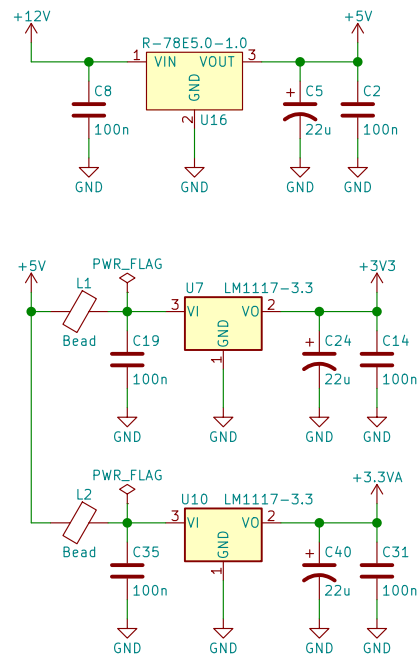 +12V
+5V
R-78E5.0-1.0
1 VIN VOUT 3
GND
2
U16
C8
100n
C5
22u
C2
100n
GND GND GND GND
+5V
PWR_FLAG
+3V3
L1
Bead
U7 LM1117-3.3
3 VI VO 2
GND
1
C19
100n
C24
22u
C14
100n
GND GND GND GND
PWR_FLAG
+3.3VA
L2
Bead
U10 LM1117-3.3
3 VI VO 2
GND
1
C35
100n
C40
22u
C31
100n
GND GND GND GND